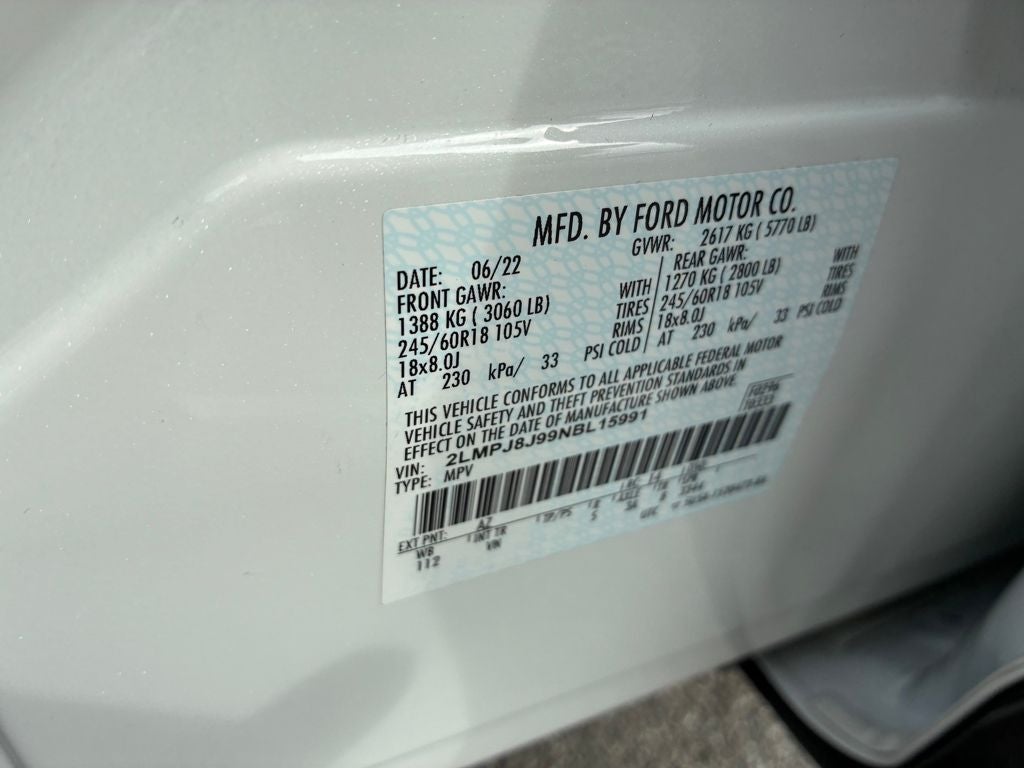 MFD. BY FORD MOTOR CO.
DATE: 06/22
GVWR: 2617 KG ( 5770 LB)
FRONT GAWR:
1388 KG ( 3060 LB) WITH
245/60R18 105V TIRES
18x8.0J RIMS
AT 230 kPa/ 33 PSI COLD
REAR GAWR:
1270 KG ( 2800 LB) WITH
245/60R18 105V TIRES
18x8.0J RIMS
AT 230 kPa/ 33 PSI COLD
THIS VEHICLE CONFORMS TO ALL APPLICABLE FEDERAL MOTOR
VEHICLE SAFETY AND THEFT PREVENTION STANDARDS IN
EFFECT ON THE DATE OF MANUFACTURE SHOWN ABOVE.
F0296
VIN: 2LMPJ8J99NBL15991
TYPE: MPV
EXT PNT: AZ
WB INT TR
112 VN